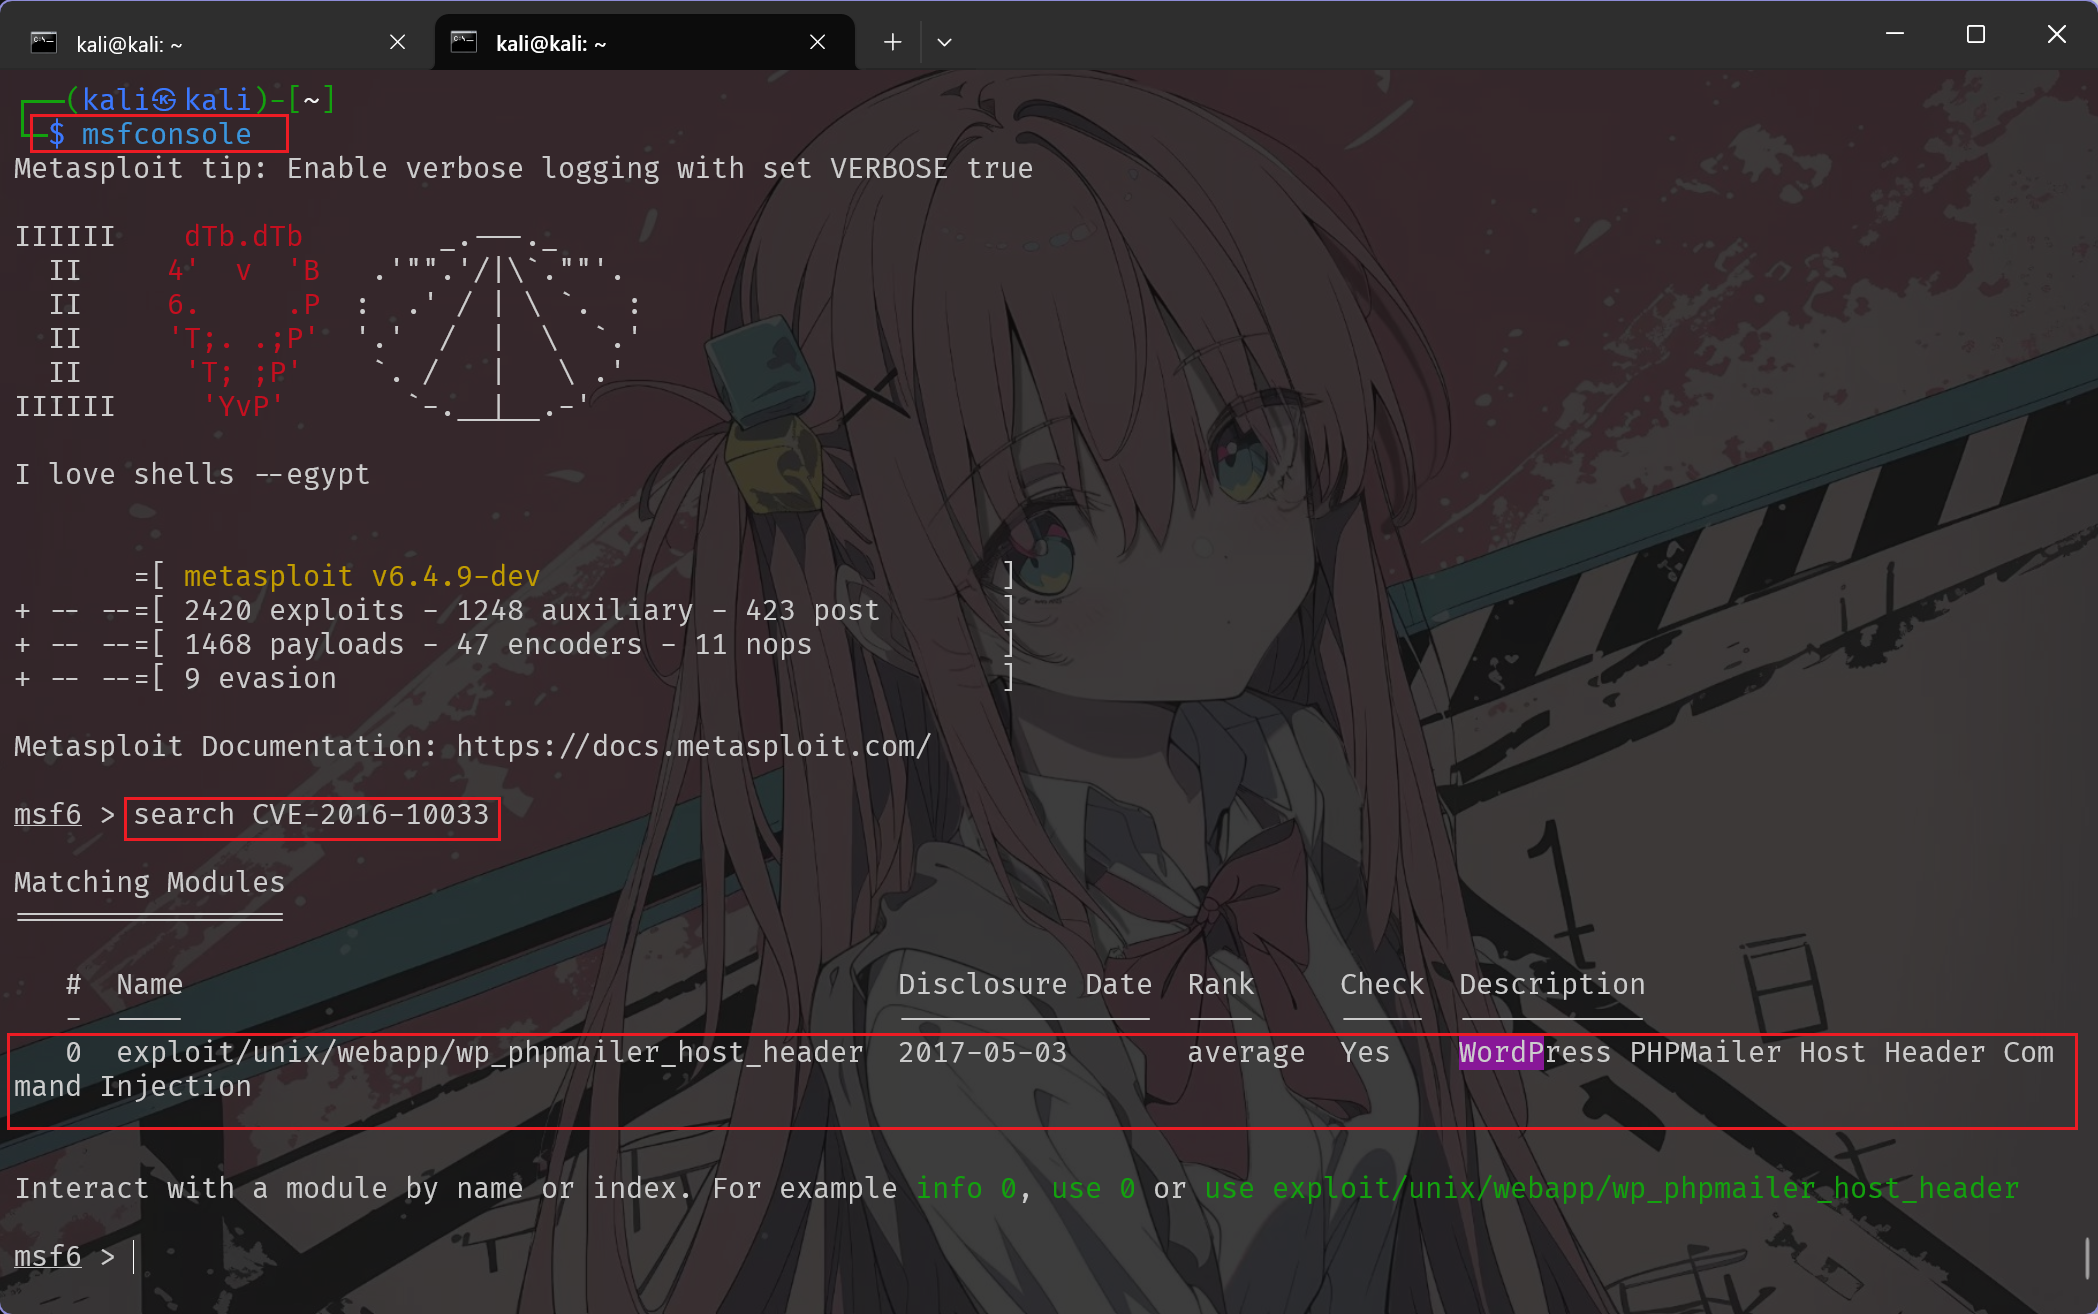 kali@kali: ~
kali@kali: ~
┌──(kali㉿kali)-[~]
└─$ msfconsole
Metasploit tip: Enable verbose logging with set VERBOSE true

IIIIII    dTb.dTb        _.---._
  II     4'  v  'B   .'"".'/|\`.""'.
  II     6.     .P  :  .' / | \ `.  :
  II     'T;. .;P'  '.'  /  |  \  `.'
  II      'T; ;P'    `. /   |   \ .'
IIIIII     'YvP'       `-.__|__.-'

I love shells --egypt

       =[ metasploit v6.4.9-dev                           ]
+ -- --=[ 2420 exploits - 1248 auxiliary - 423 post       ]
+ -- --=[ 1468 payloads - 47 encoders - 11 nops           ]
+ -- --=[ 9 evasion                                       ]

Metasploit Documentation: https://docs.metasploit.com/

msf6 > search CVE-2016-10033

Matching Modules
================

   #  Name                                         Disclosure Date  Rank     Check  Description
   -  ----                                         ---------------  ----     -----  -----------
   0  exploit/unix/webapp/wp_phpmailer_host_header  2017-05-03       average  Yes    WordPress PHPMailer Host Header Com
mand Injection

Interact with a module by name or index. For example info 0, use 0 or use exploit/unix/webapp/wp_phpmailer_host_header

msf6 >